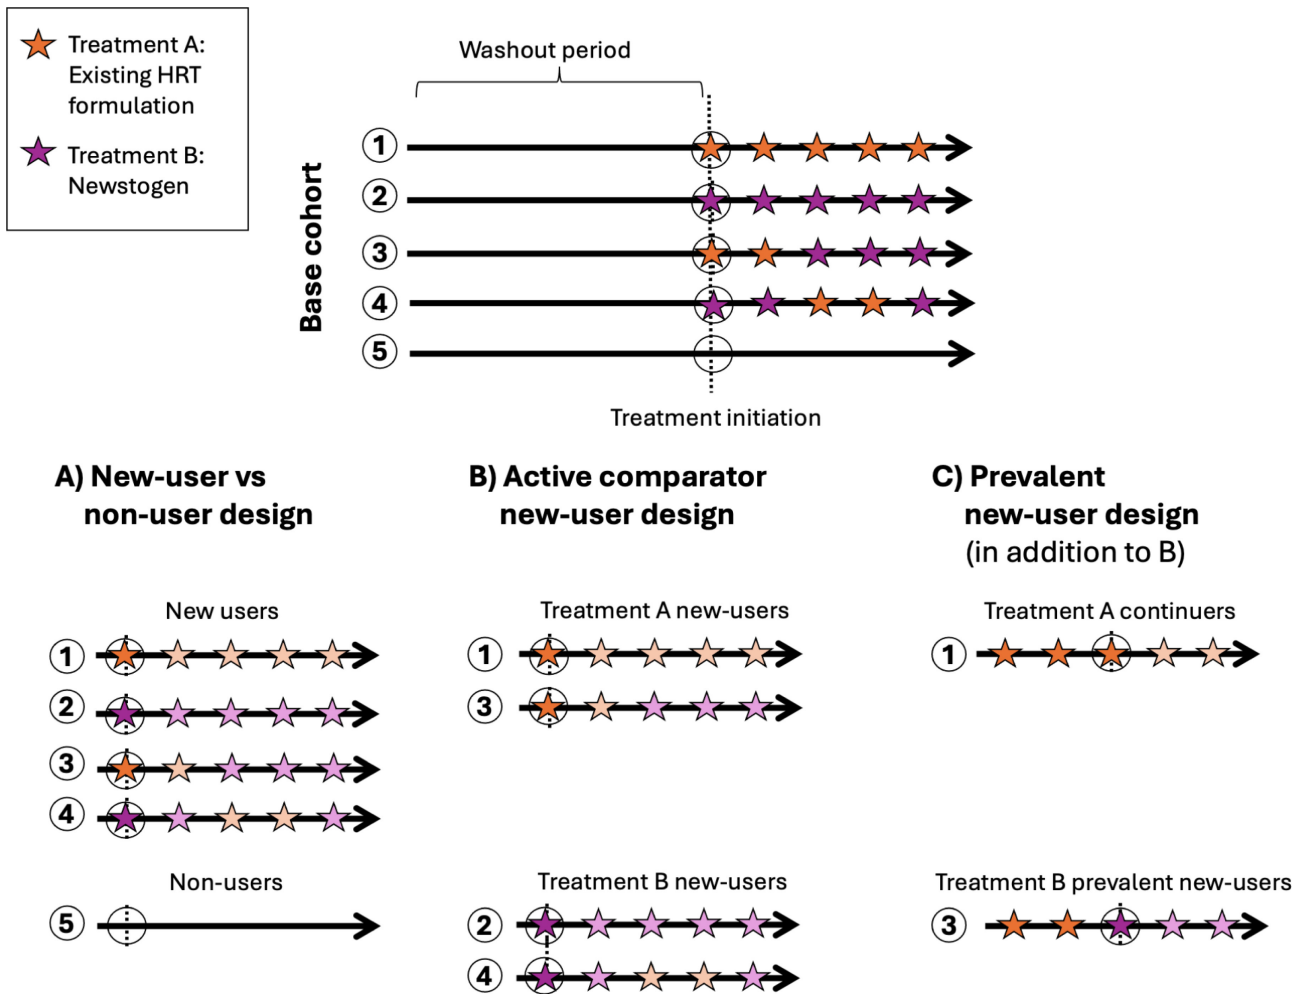 Treatment A:
Existing HRT
formulation
Treatment B:
Newstogen
Washout period
Base cohort
1
2
3
4
5
Treatment initiation
A) New-user vs
non-user design
New users
1
2
3
4
Non-users
5
B) Active comparator
new-user design
Treatment A new-users
1
3
Treatment B new-users
2
4
C) Prevalent
new-user design
(in addition to B)
Treatment A continuers
1
Treatment B prevalent new-users
3